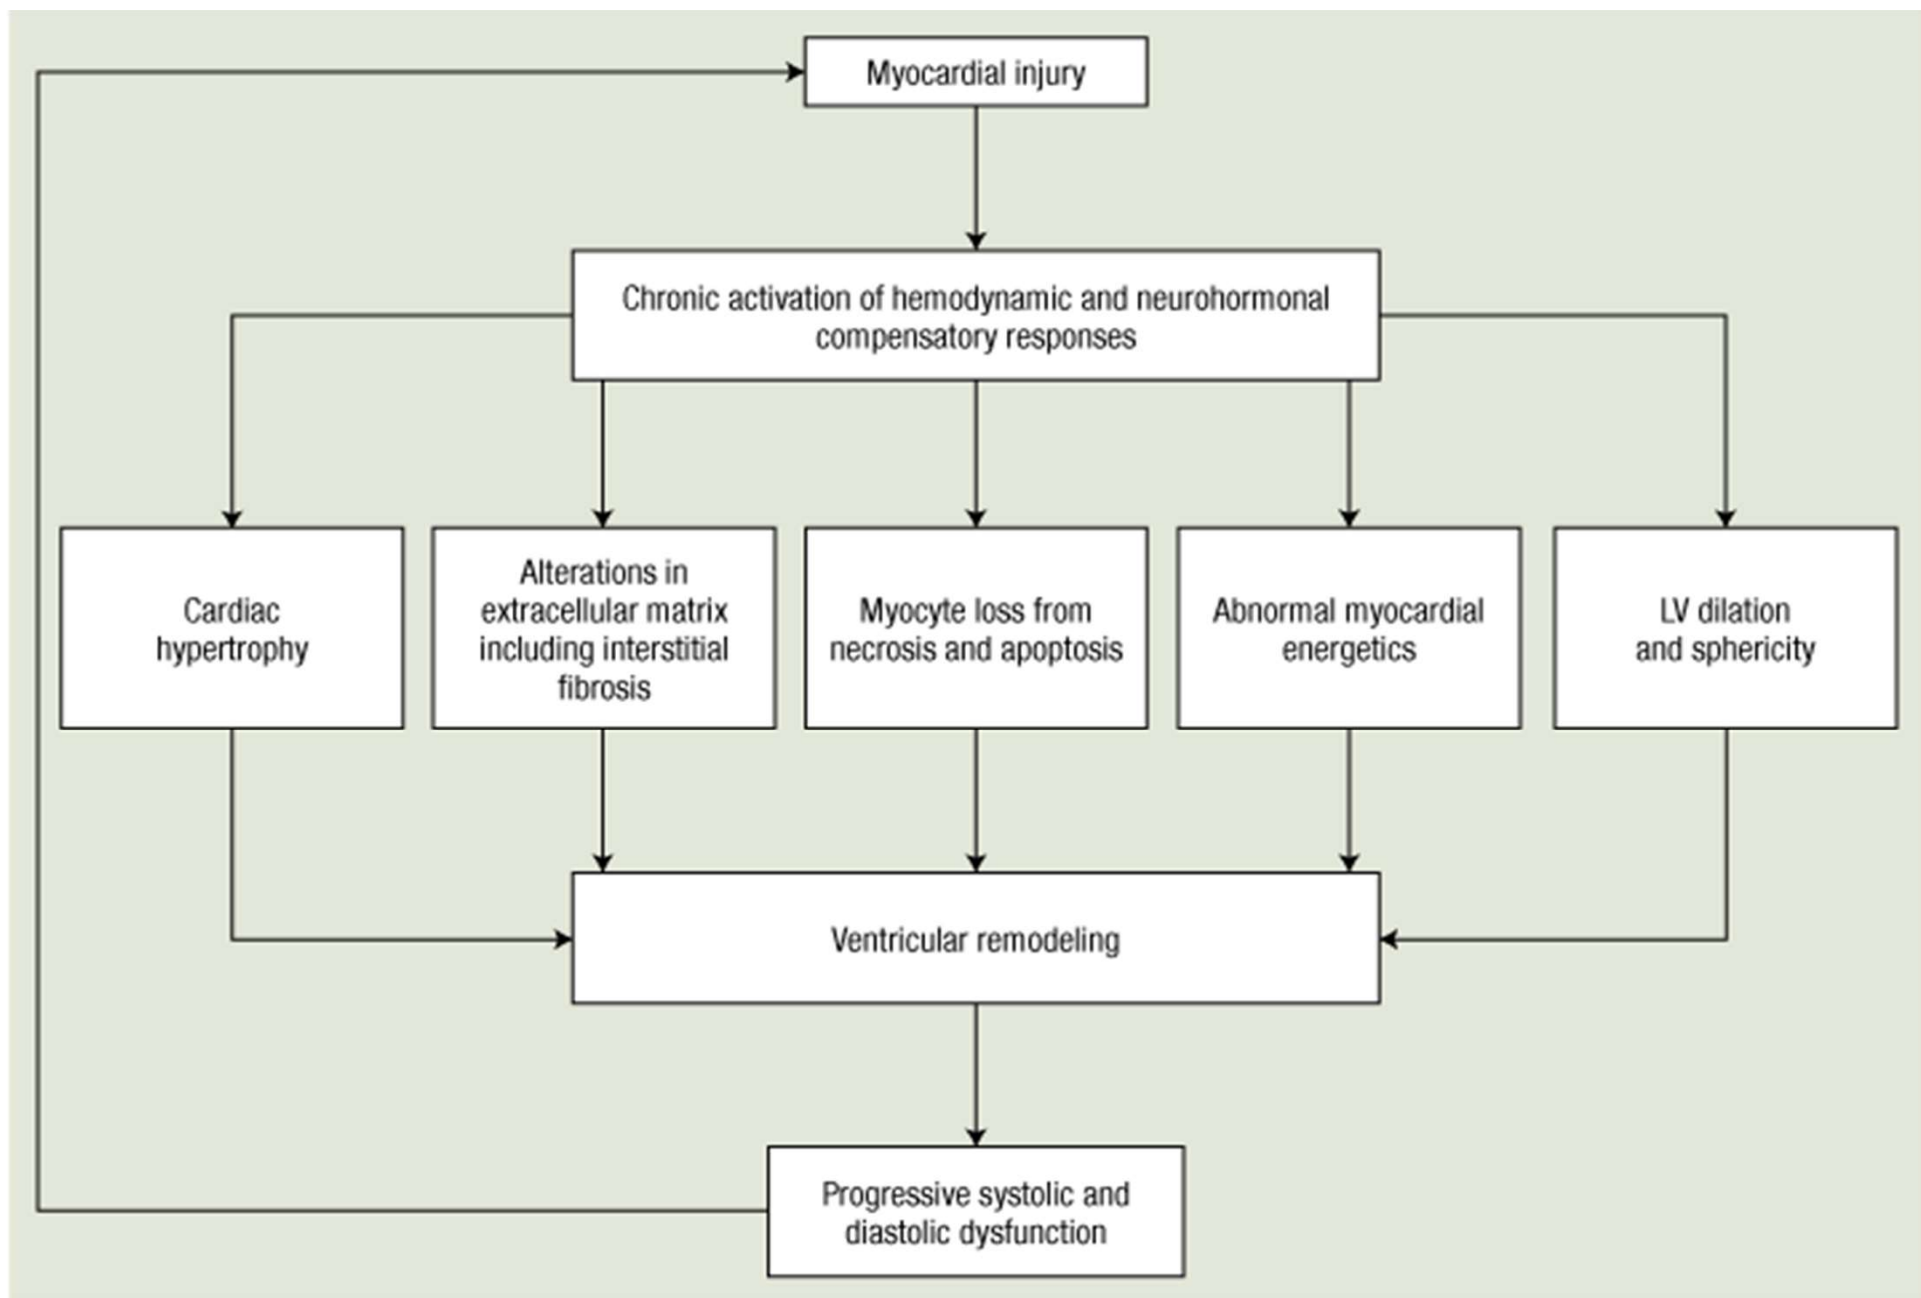 Myocardial injury
Chronic activation of hemodynamic and neurohormonal
compensatory responses
Cardiac
hypertrophy
Alterations in
extracellular matrix
including interstitial
fibrosis
Myocyte loss from
necrosis and apoptosis
Abnormal myocardial
energetics
LV dilation
and sphericity
Ventricular remodeling
Progressive systolic and
diastolic dysfunction